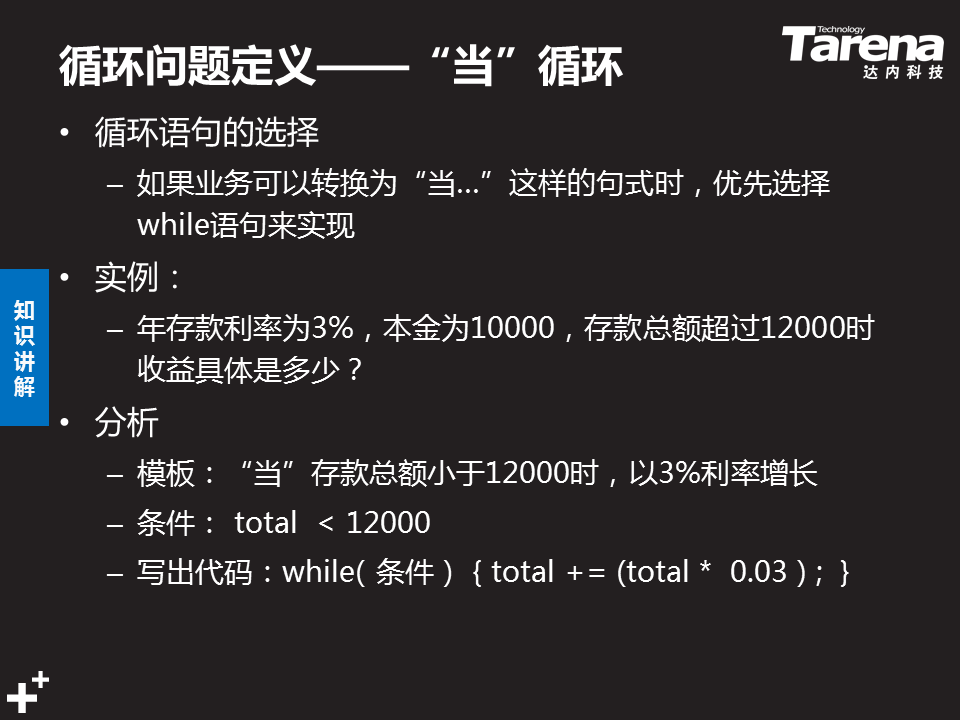 循环问题定义——“当”循环
Technology
Tarena
达内科技
• 循环语句的选择
– 如果业务可以转换为“当…”这样的句式时，优先选择
while语句来实现
• 实例：
– 年存款利率为3%，本金为10000，存款总额超过12000时
收益具体是多少？
• 分析
– 模板：“当”存款总额小于12000时，以3%利率增长
– 条件： total < 12000
– 写出代码：while( 条件 ) { total += (total * 0.03 ) ; }
知
识
讲
解